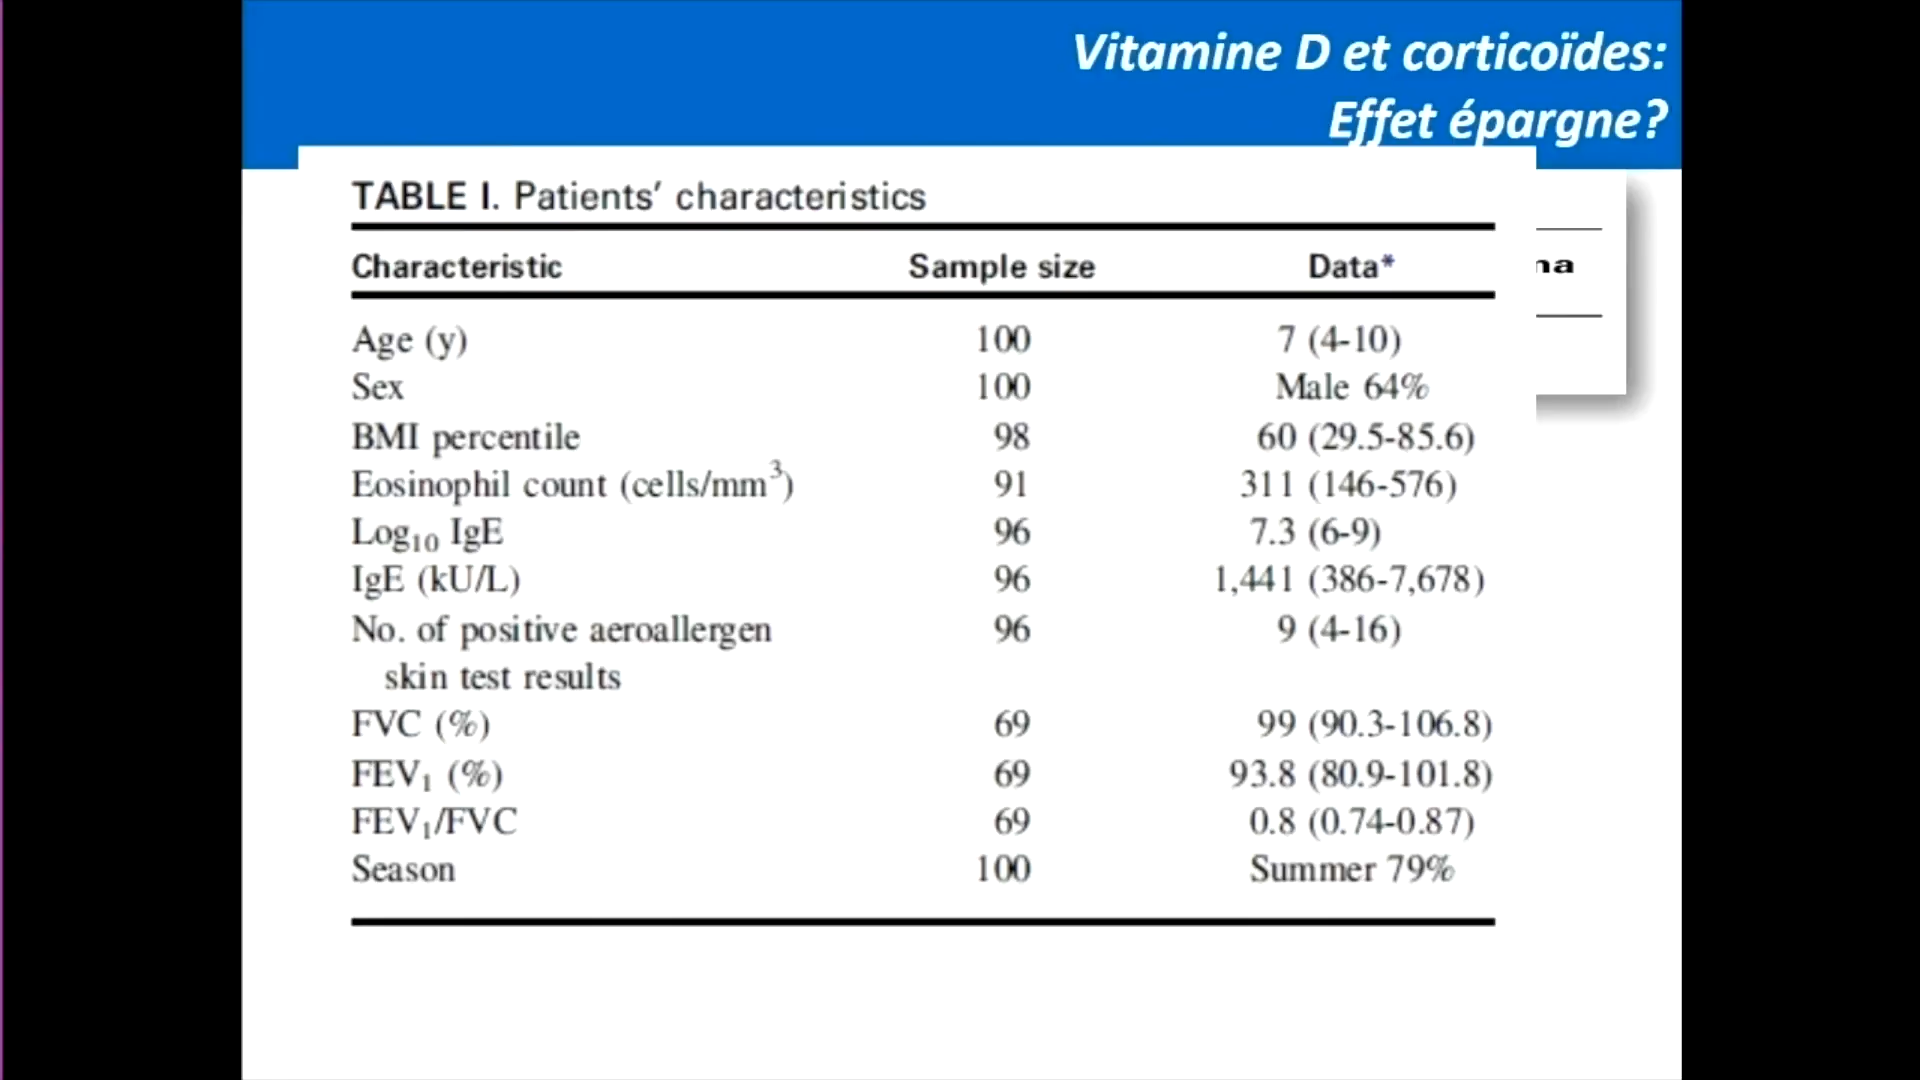 Vitamine D et corticoïdes:
Effet épargne?
TABLE I. Patients' characteristics
Characteristic Sample size Data*
Age (y) 100 7 (4-10)
Sex 100 Male 64%
BMI percentile 98 60 (29.5-85.6)
Eosinophil count (cells/mm³) 91 311 (146-576)
Log₁₀ IgE 96 7.3 (6-9)
IgE (kU/L) 96 1,441 (386-7,678)
No. of positive aeroallergen 96 9 (4-16)
skin test results
FVC (%) 69 99 (90.3-106.8)
FEV₁ (%) 69 93.8 (80.9-101.8)
FEV₁/FVC 69 0.8 (0.74-0.87)
Season 100 Summer 79%